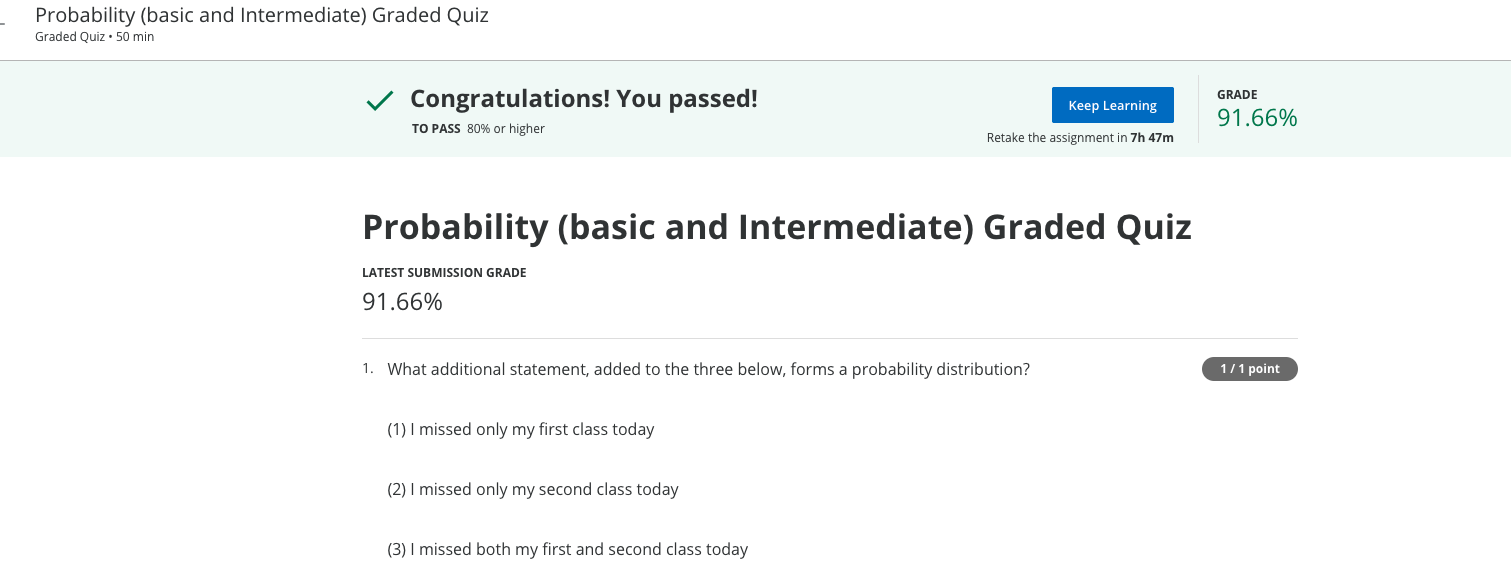 Probability (basic and Intermediate) Graded Quiz
Graded Quiz • 50 min
Congratulations! You passed!
TO PASS 80% or higher
Keep Learning
Retake the assignment in 7h 47m
GRADE
91.66%
Probability (basic and Intermediate) Graded Quiz
LATEST SUBMISSION GRADE
91.66%
1. What additional statement, added to the three below, forms a probability distribution?
1 / 1 point
(1) I missed only my first class today
(2) I missed only my second class today
(3) I missed both my first and second class today